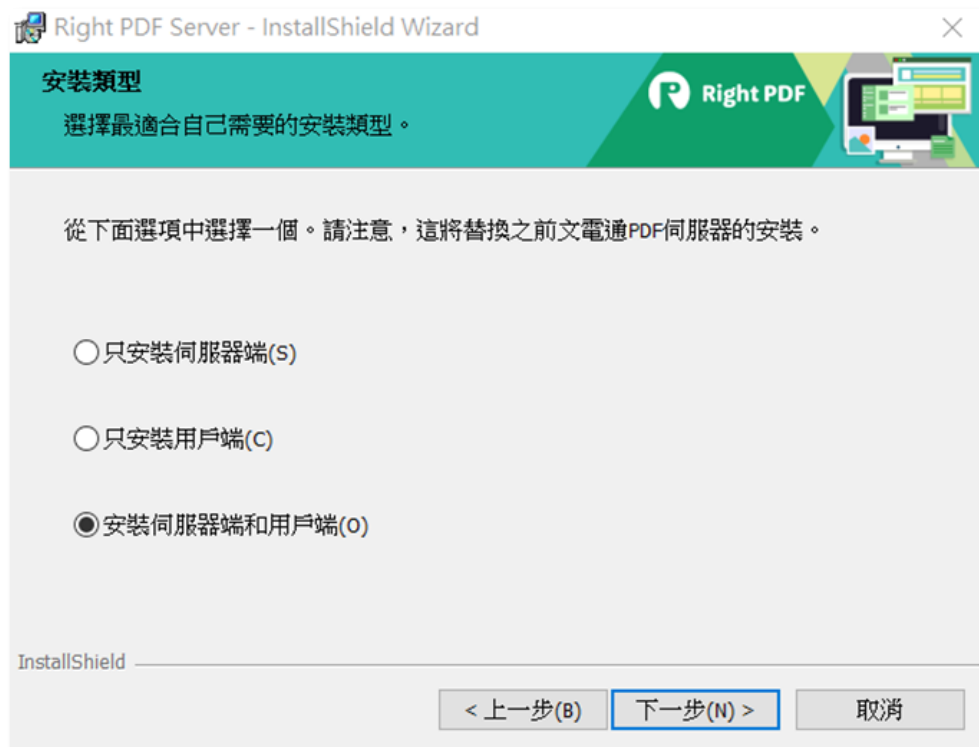 Right PDF Server - InstallShield Wizard
安裝類型
選擇最適合自己需要的安裝類型。
Right PDF
從下面選項中選擇一個。請注意，這將替換之前文電通PDF伺服器的安裝。
只安裝伺服器端(S)
只安裝用戶端(C)
安裝伺服器端和用戶端(O)
InstallShield
< 上一步(B)
下一步(N) >
取消